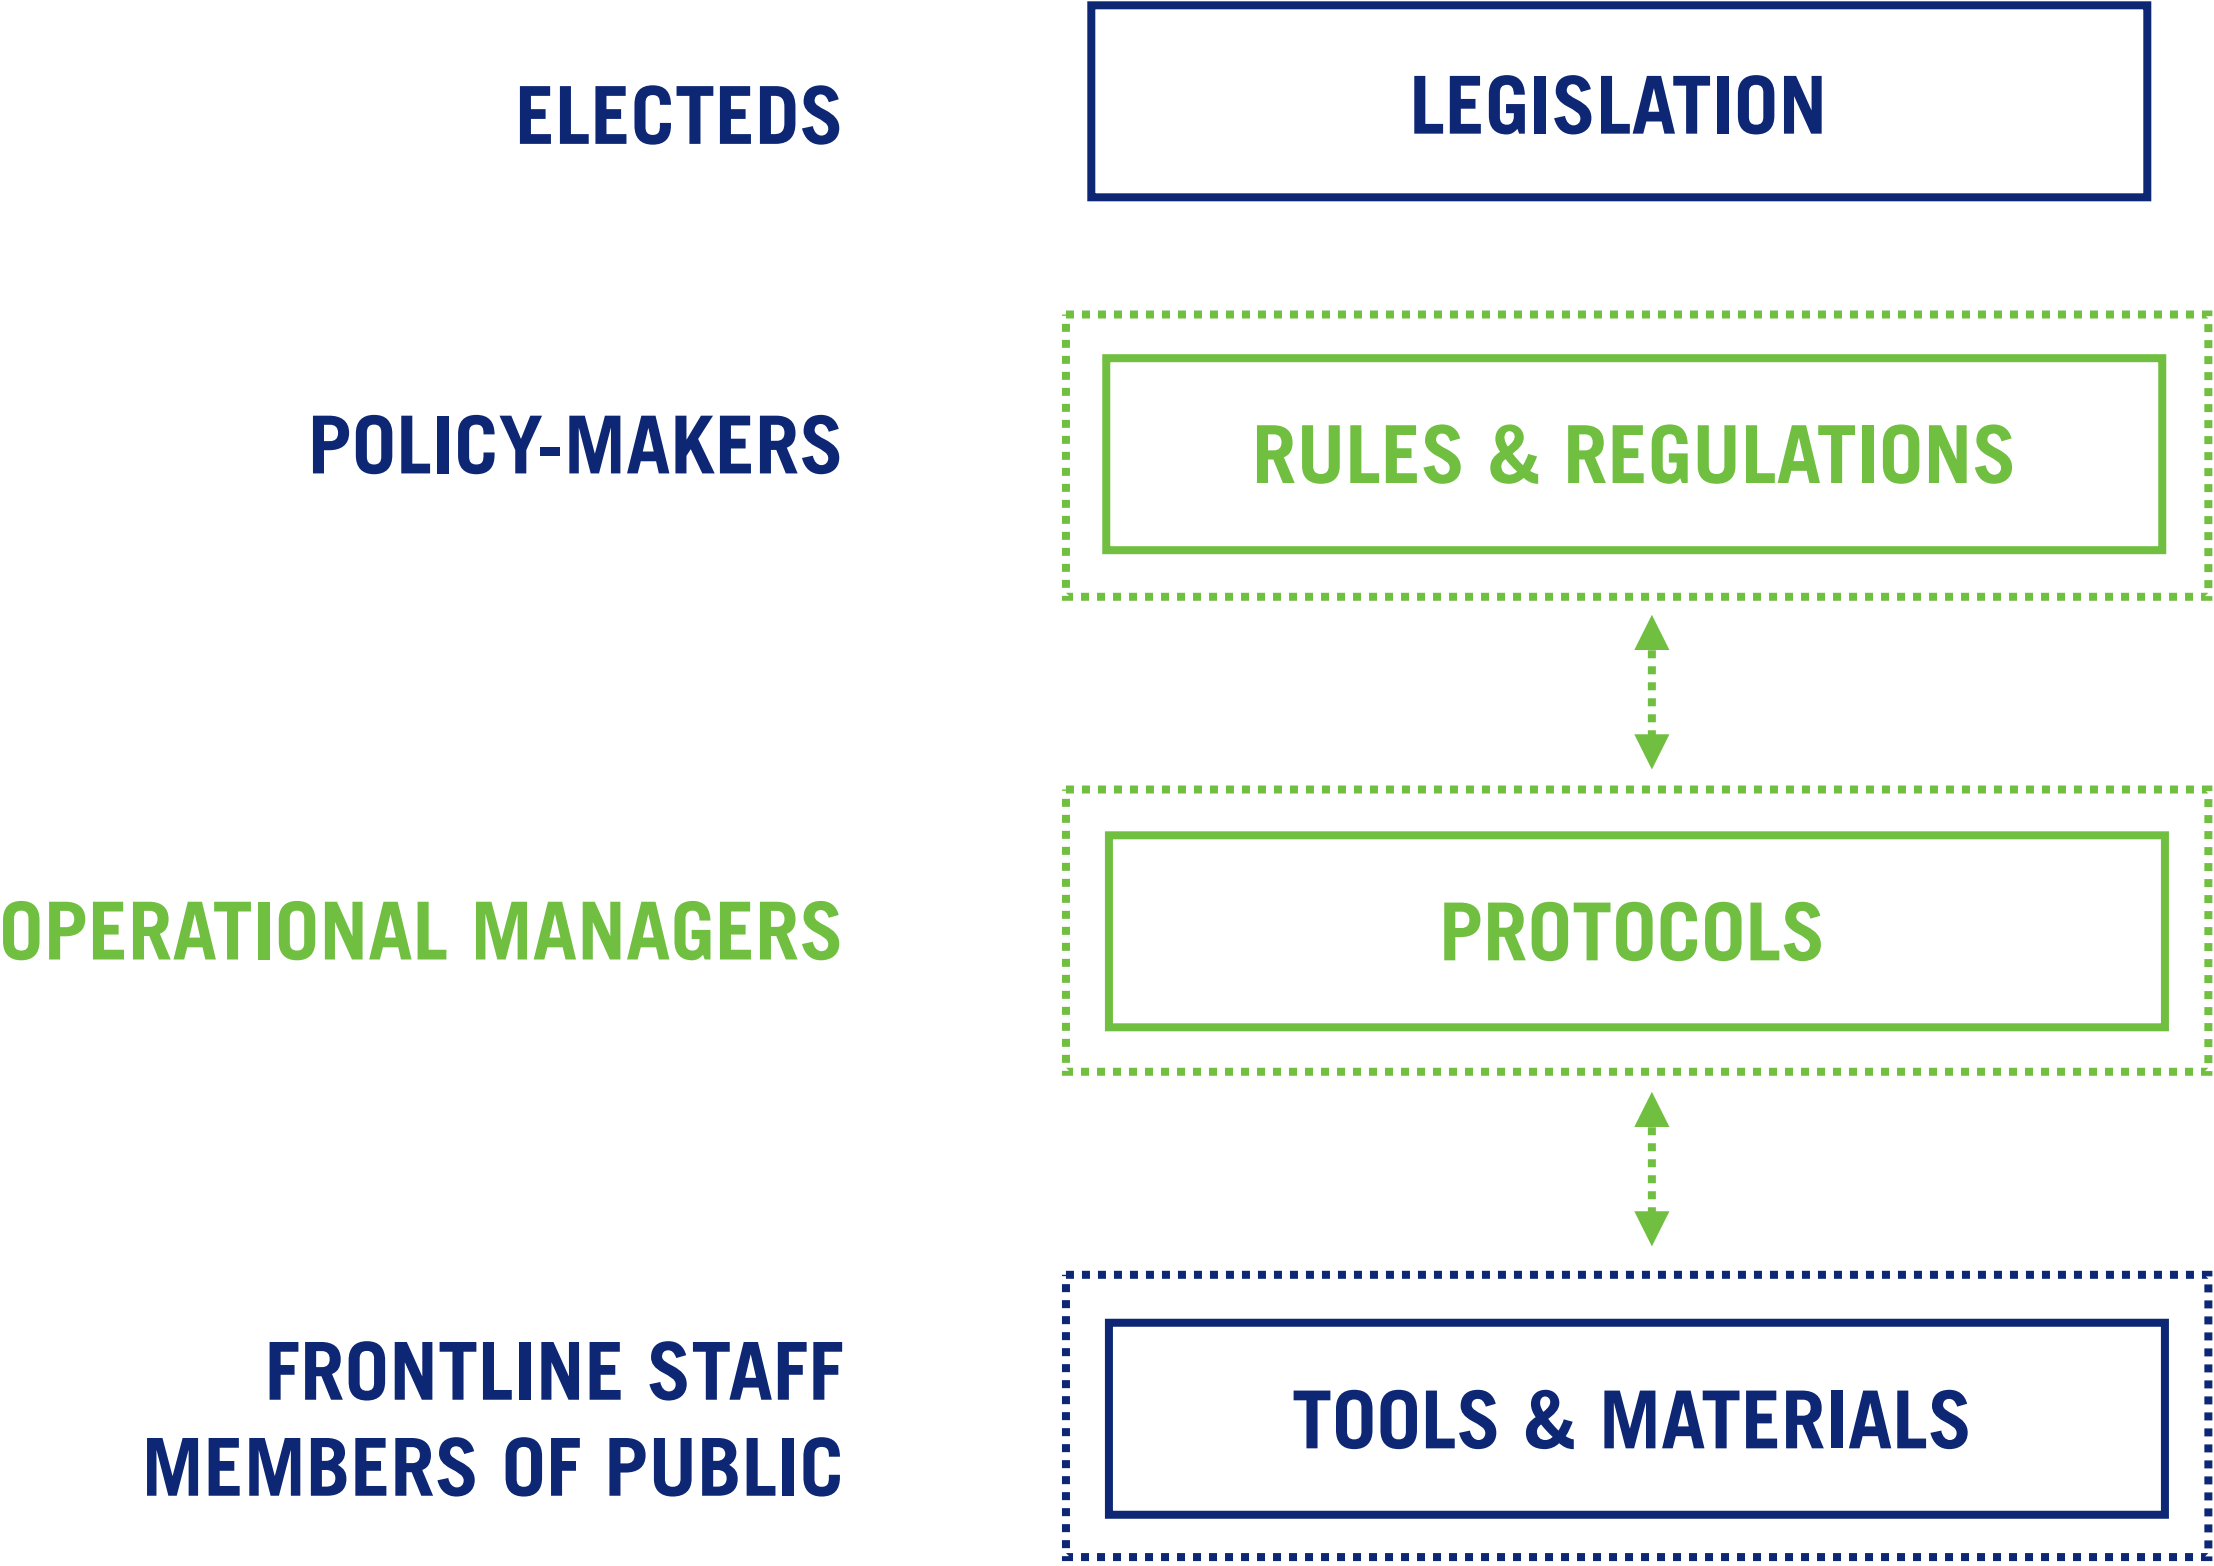 ELECTEDS
LEGISLATION
POLICY-MAKERS
RULES & REGULATIONS
OPERATIONAL MANAGERS
PROTOCOLS
FRONTLINE STAFF
MEMBERS OF PUBLIC
TOOLS & MATERIALS